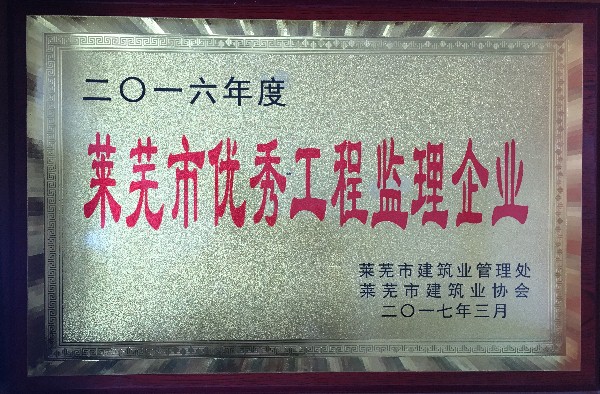 二〇一六年度
莱芜市优秀工程监理企业
莱芜市建筑业管理处
莱芜市建筑业协会
二〇一七年三月